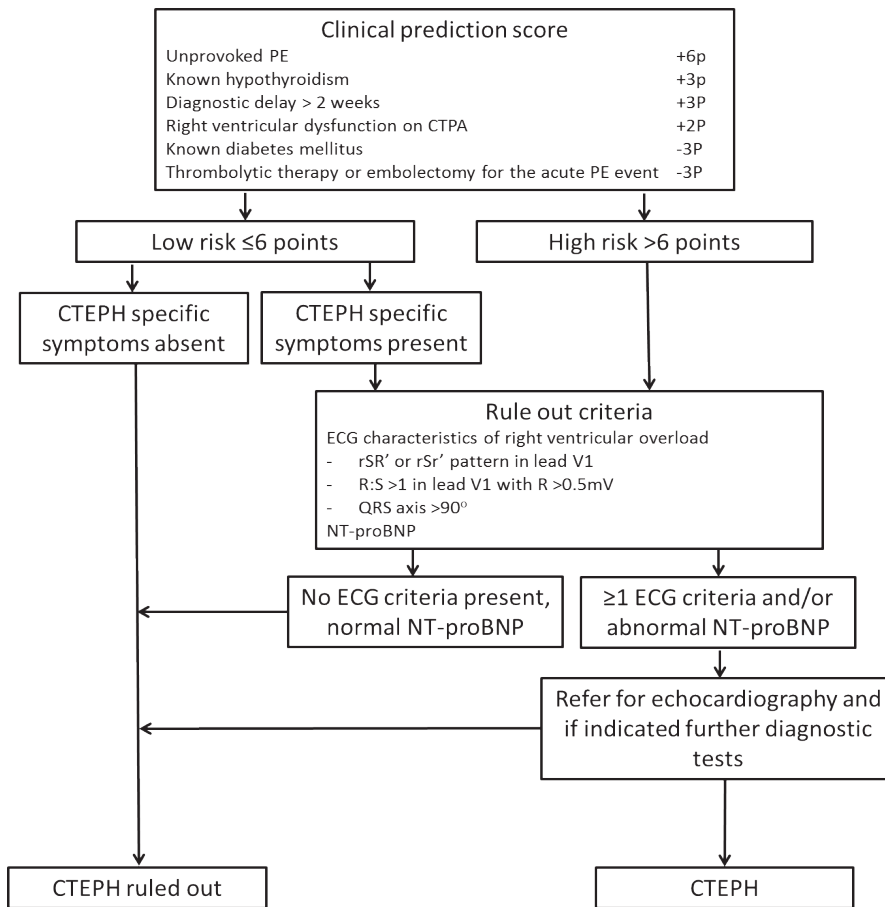 Clinical prediction score
Unprovoked PE +6p
Known hypothyroidism +3p
Diagnostic delay > 2 weeks +3P
Right ventricular dysfunction on CTPA +2P
Known diabetes mellitus -3P
Thrombolytic therapy or embolectomy for the acute PE event -3P
Low risk ≤6 points
High risk >6 points
CTEPH specific
symptoms absent
CTEPH specific
symptoms present
Rule out criteria
ECG characteristics of right ventricular overload
- rSR’ or rSr’ pattern in lead V1
- R:S >1 in lead V1 with R >0.5mV
- QRS axis >90°
NT-proBNP
No ECG criteria present,
normal NT-proBNP
≥1 ECG criteria and/or
abnormal NT-proBNP
Refer for echocardiography and
if indicated further diagnostic
tests
CTEPH ruled out
CTEPH